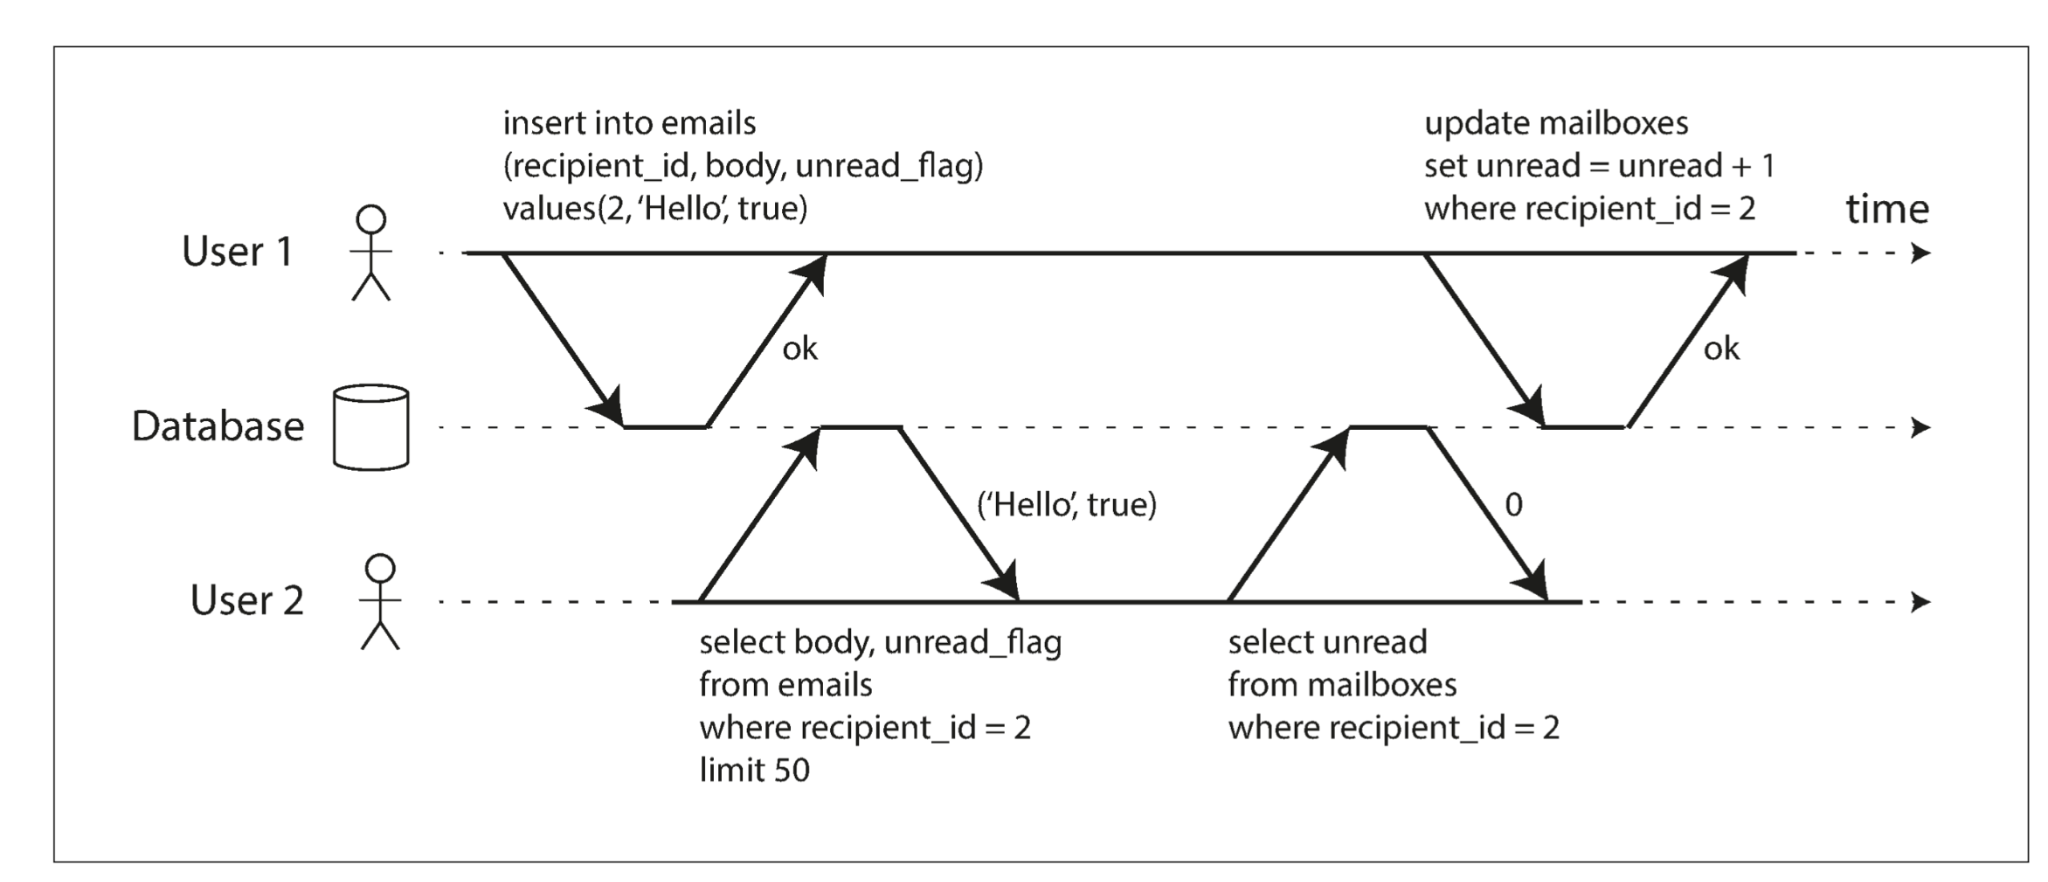 insert into emails
(recipient_id, body, unread_flag)
values(2, ‘Hello’, true)
update mailboxes
set unread = unread + 1
where recipient_id = 2
time
User 1
ok
ok
Database
(‘Hello’, true)
0
User 2
select body, unread_flag
from emails
where recipient_id = 2
limit 50
select unread
from mailboxes
where recipient_id = 2